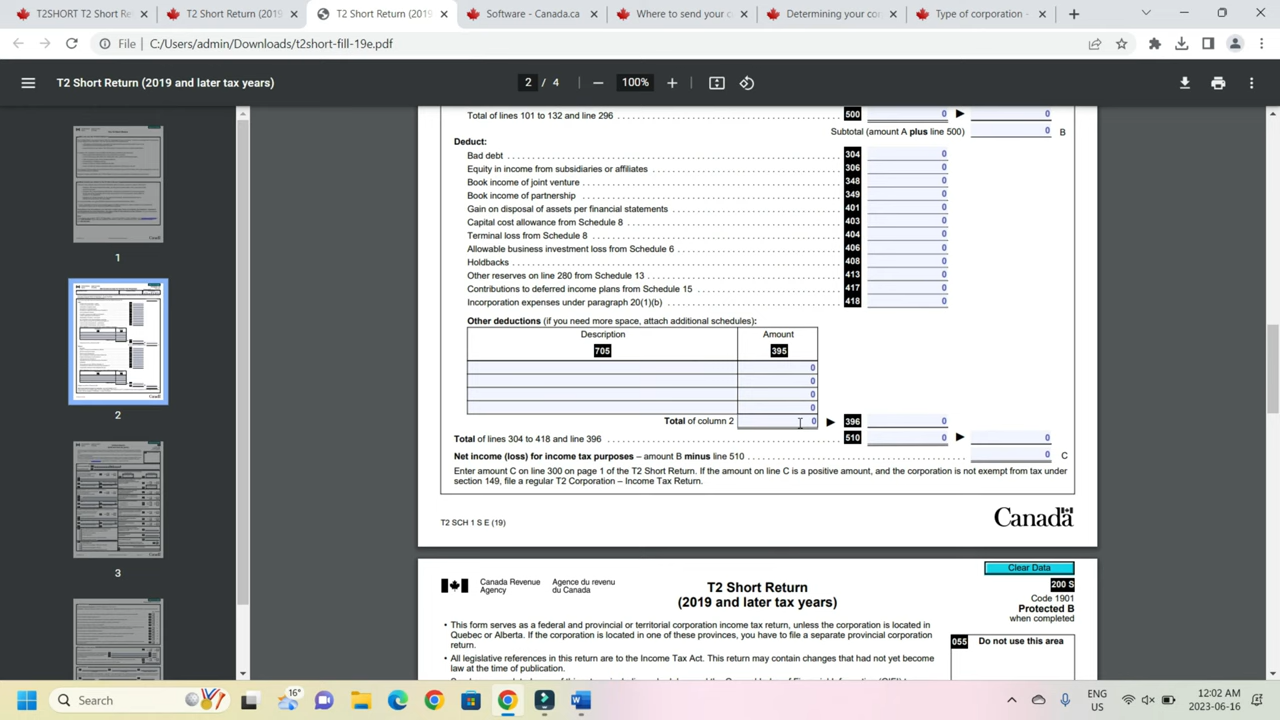 T2SHORT T2 Short R
T2 Short Return (2019
T2 Short Return (2019
Software - Canada.ca
Where to send your c
Determining your co
Type of corporation -
File
C:/Users/admin/Downloads/t2short-fill-19e.pdf
T2 Short Return (2019 and later tax years)
2 / 4
100%
1
2
3
Total of lines 101 to 132 and line 296 500 0 0
Subtotal (amount A plus line 500) 0 B
Deduct:
Bad debt 304 0
Equity in income from subsidiaries or affiliates 306 0
Book income of joint venture 348 0
Book income of partnership 349 0
Gain on disposal of assets per financial statements 401 0
Capital cost allowance from Schedule 8 403 0
Terminal loss from Schedule 8 404 0
Allowable business investment loss from Schedule 6 406 0
Holdbacks 408 0
Other reserves on line 280 from Schedule 13 413 0
Contributions to deferred income plans from Schedule 15 417 0
Incorporation expenses under paragraph 20(1)(b) 418 0
Other deductions (if you need more space, attach additional schedules):
Description Amount
705 395
0
0
0
0
Total of column 2 0 396 0
Total of lines 304 to 418 and line 396 510 0 0
Net income (loss) for income tax purposes – amount B minus line 510 0 C
Enter amount C on line 300 on page 1 of the T2 Short Return. If the amount on line C is a positive amount, and the corporation is not exempt from tax under
section 149, file a regular T2 Corporation – Income Tax Return.
T2 SCH 1 S E (19)
Canada
Clear Data
Canada Revenue Agence du revenu
Agency du Canada
T2 Short Return
(2019 and later tax years)
200 S
Code 1901
Protected B
when completed
• This form serves as a federal and provincial or territorial corporation income tax return, unless the corporation is located in
Quebec or Alberta. If the corporation is located in one of these provinces, you have to file a separate provincial corporation
return.
• All legislative references in this return are to the Income Tax Act. This return may contain changes that had not yet become
law at the time of publication.
055 Do not use this area
Search
16°
ENG
US
12:02 AM
2023-06-16